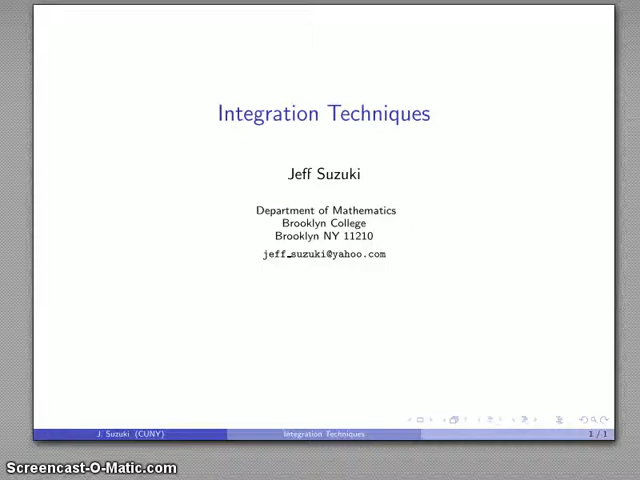 Integration Techniques
Jeff Suzuki
Department of Mathematics
Brooklyn College
Brooklyn NY 11210
jeff_suzuki@yahoo.com
J. Suzuki (CUNY)
Integration Techniques
1 / 1
Screencast-O-Matic.com